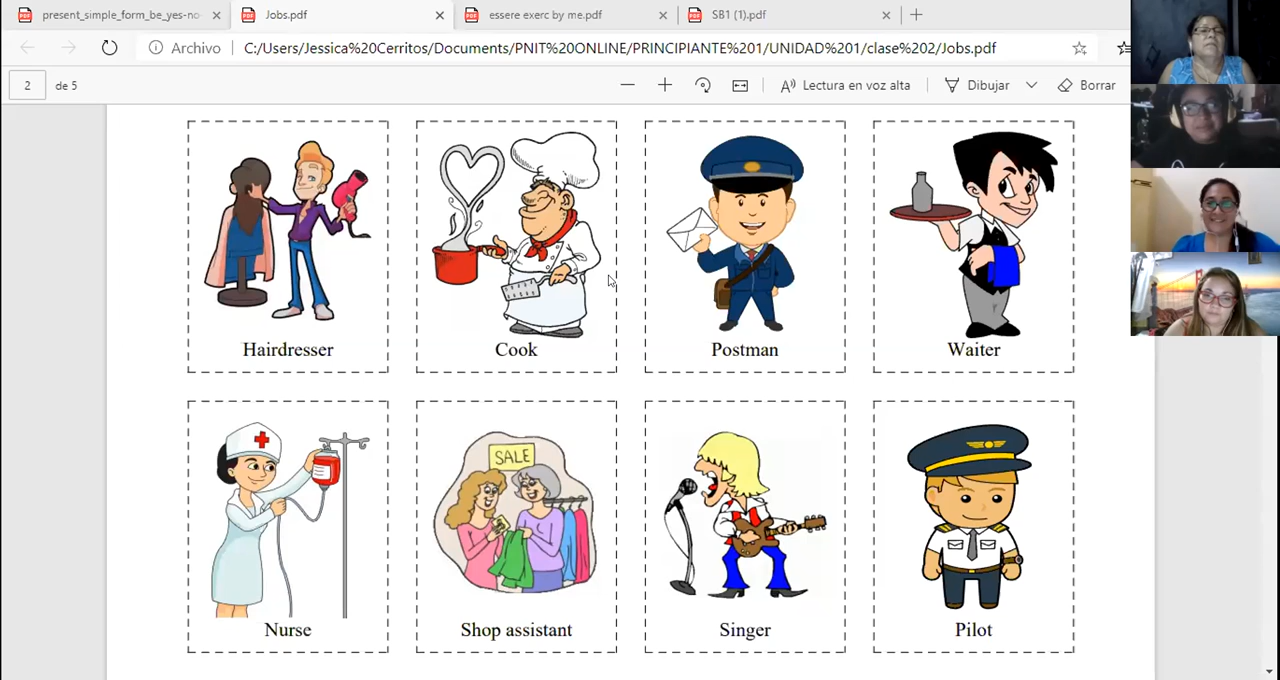 present_simple_form_be_yes-no-
Jobs.pdf
essere exerc by me.pdf
SB1 (1).pdf
Archivo
C:/Users/Jessica%20Cerritos/Documents/PNIT%20ONLINE/PRINCIPIANTE%201/UNIDAD%201/clase%202/Jobs.pdf
2 de 5
Lectura en voz alta
Dibujar
Borrar
Hairdresser
Cook
Postman
Waiter
SALE
Nurse
Shop assistant
Singer
Pilot